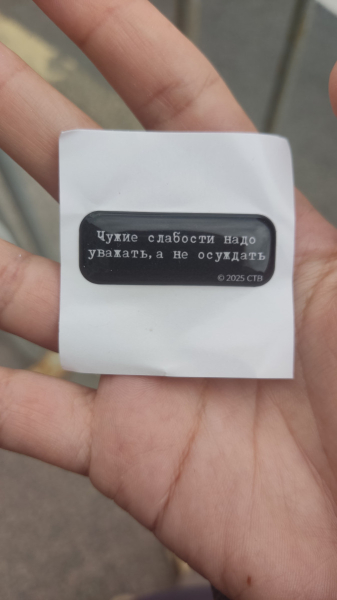 Чужие слабости надо
уважать, а не осуждать
© 2025 СТВ